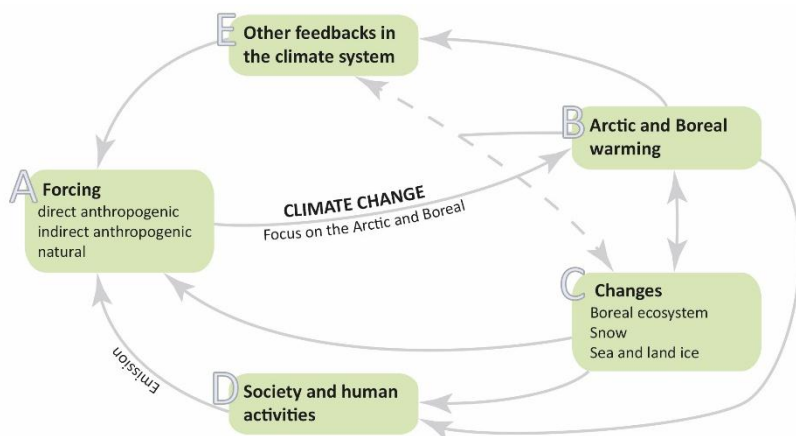 E Other feedbacks in
the climate system
B Arctic and Boreal
warming
A Forcing
direct anthropogenic
indirect anthropogenic
natural
CLIMATE CHANGE
Focus on the Arctic and Boreal
C Changes
Boreal ecosystem
Snow
Sea and land ice
Emission
D Society and human
activities